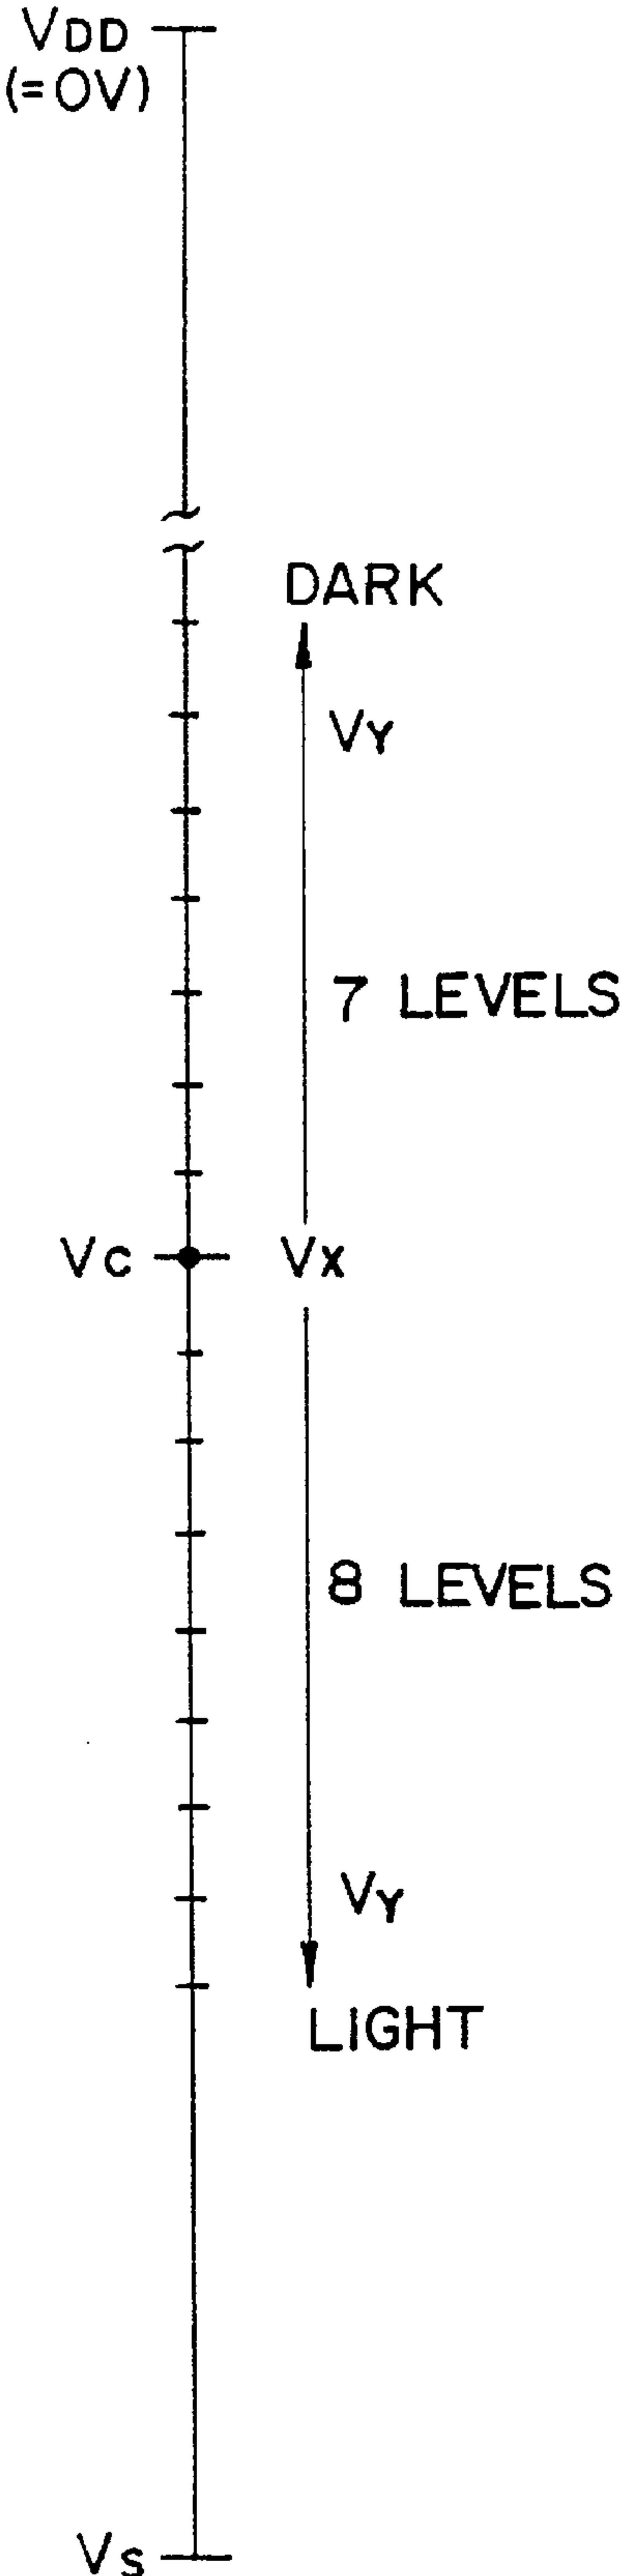 VDD
(=0V)
DARK
VY
7 LEVELS
VC
VX
8 LEVELS
VY
LIGHT
VS